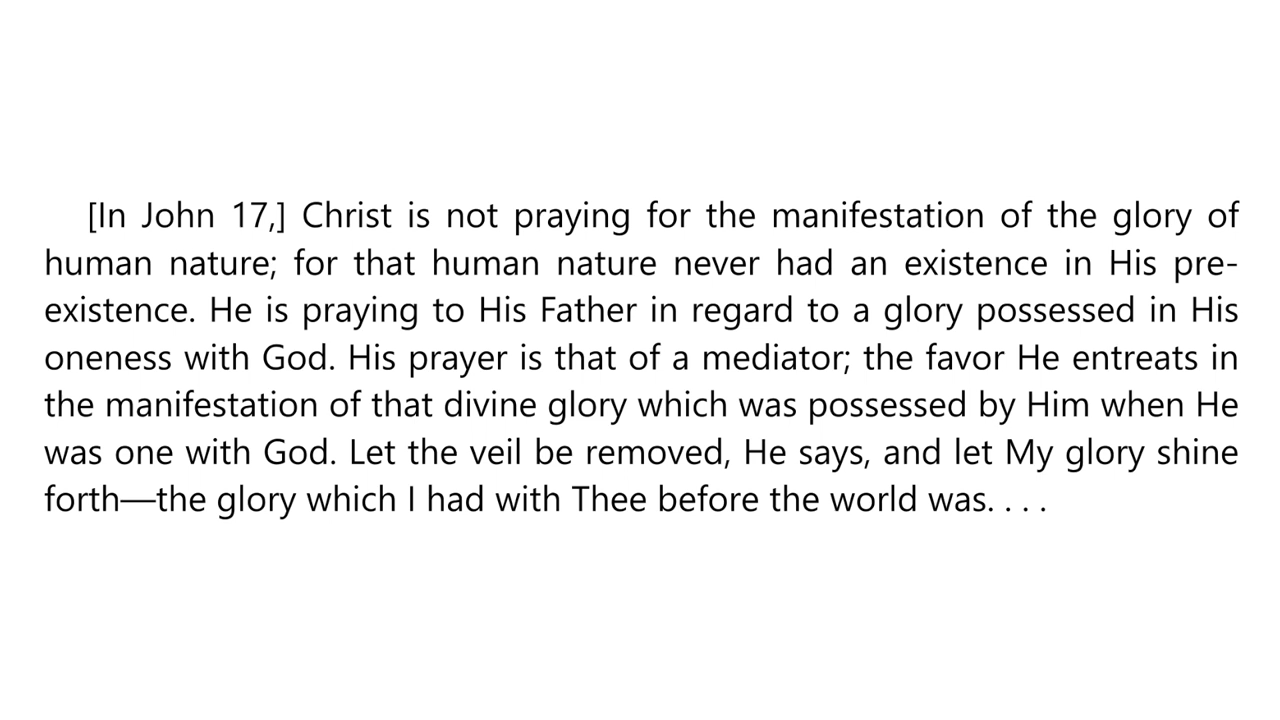 [In John 17,] Christ is not praying for the manifestation of the glory of
human nature; for that human nature never had an existence in His pre-
existence. He is praying to His Father in regard to a glory possessed in His
oneness with God. His prayer is that of a mediator; the favor He entreats in
the manifestation of that divine glory which was possessed by Him when He
was one with God. Let the veil be removed, He says, and let My glory shine
forth—the glory which I had with Thee before the world was. . . .